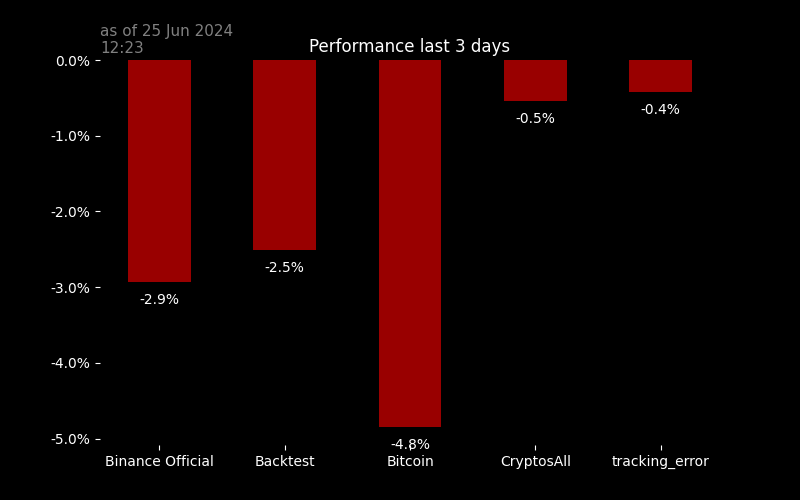 as of 25 Jun 2024
12:23
Performance last 3 days
0.0%
-1.0%
-2.0%
-3.0%
-4.0%
-5.0%
-2.9%
-2.5%
-4.8%
-0.5%
-0.4%
Binance Official
Backtest
Bitcoin
CryptosAll
tracking_error